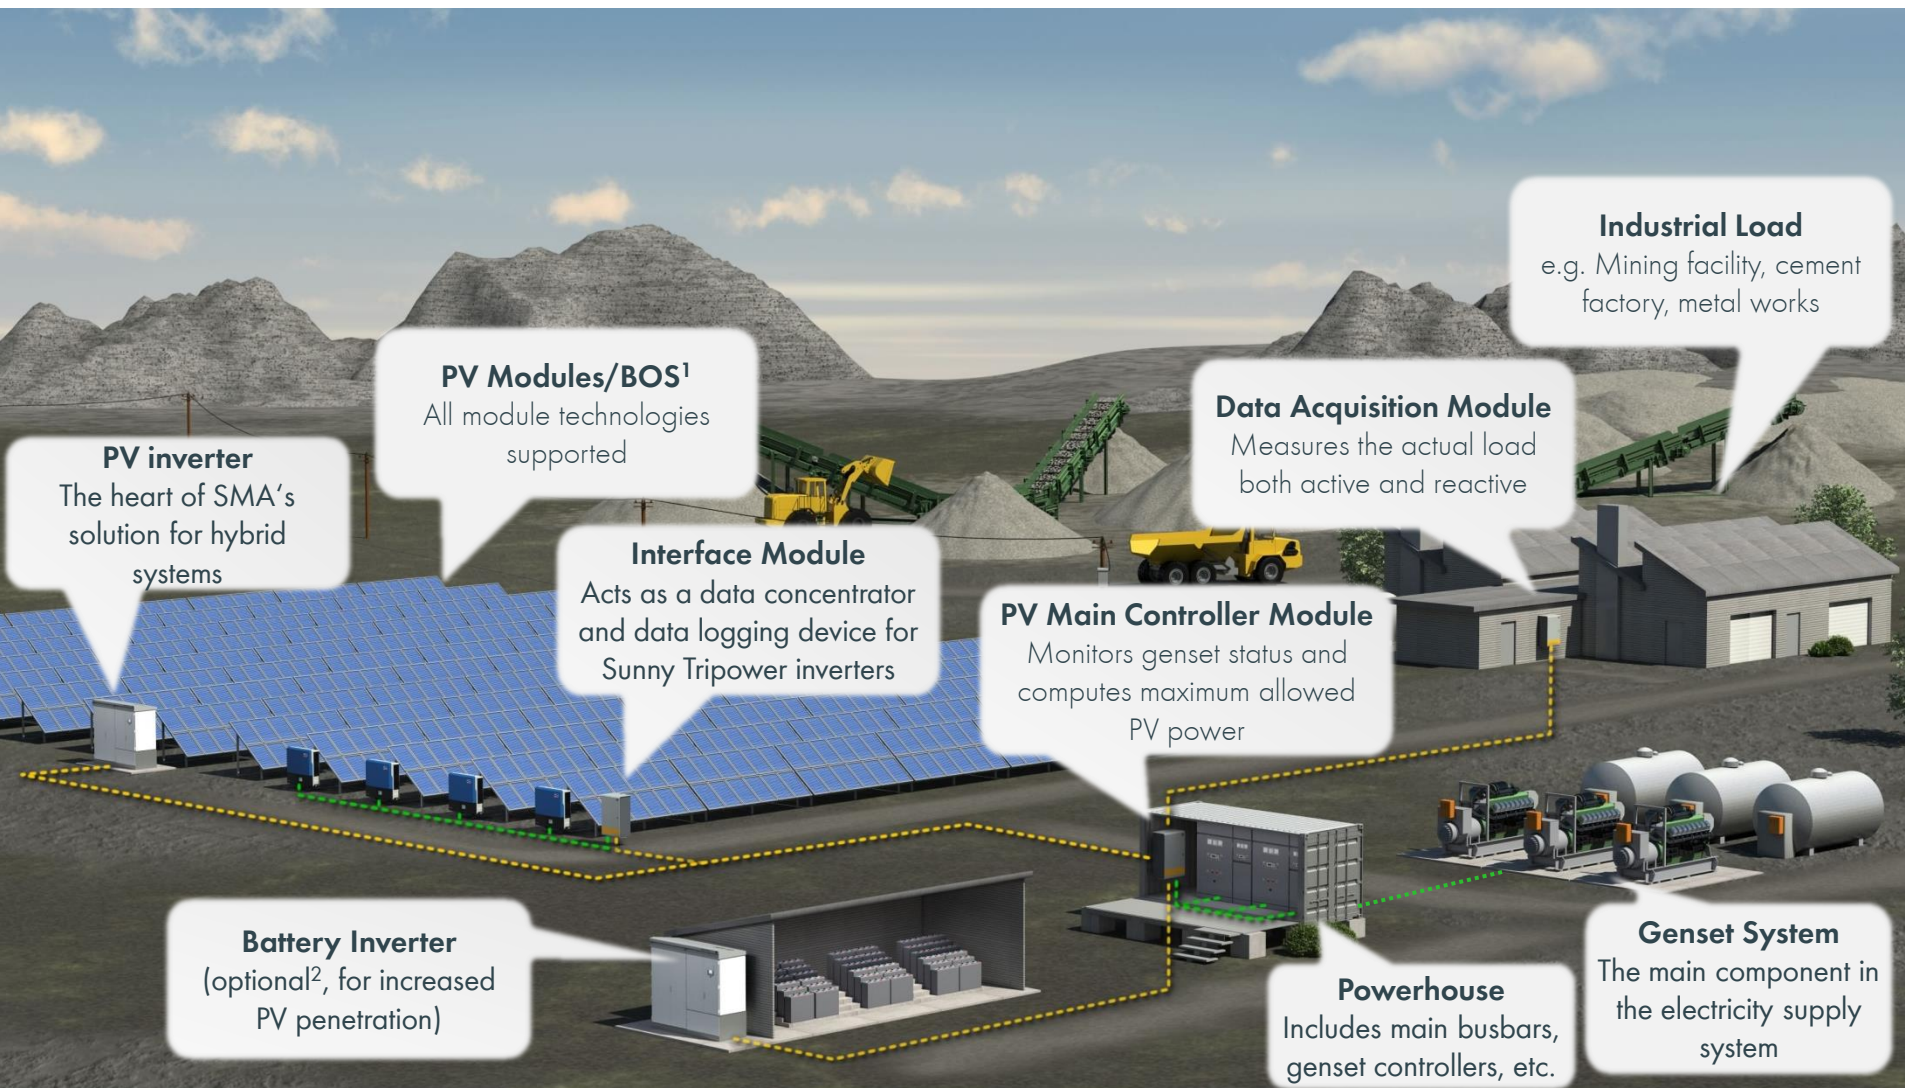 Industrial Load
e.g. Mining facility, cement
factory, metal works
PV Modules/BOS¹
All module technologies
supported
Data Acquisition Module
Measures the actual load
both active and reactive
PV inverter
The heart of SMA‘s
solution for hybrid
systems
Interface Module
Acts as a data concentrator
and data logging device for
Sunny Tripower inverters
PV Main Controller Module
Monitors genset status and
computes maximum allowed
PV power
Battery Inverter
(optional², for increased
PV penetration)
Powerhouse
Includes main busbars,
genset controllers, etc.
Genset System
The main component in
the electricity supply
system